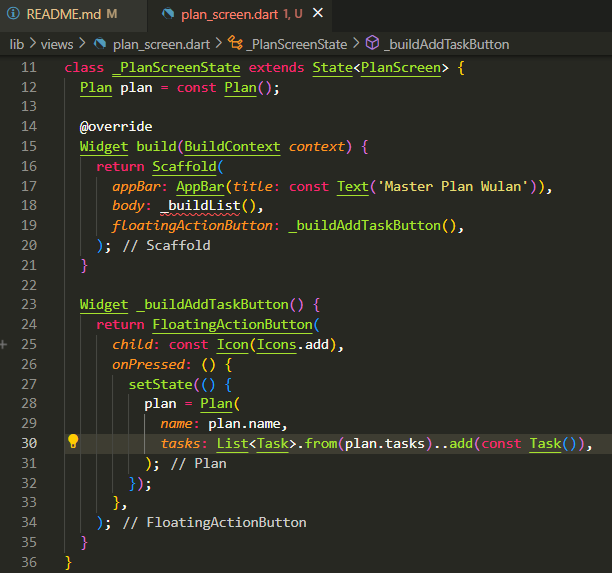 README.md M plan_screen.dart 1, U
lib > views > plan_screen.dart > _PlanScreenState > _buildAddTaskButton
11 class _PlanScreenState extends State<PlanScreen> {
12 Plan plan = const Plan();
13
14 @override
15 Widget build(BuildContext context) {
16 return Scaffold(
17 appBar: AppBar(title: const Text('Master Plan Wulan')),
18 body: _buildList(),
19 floatingActionButton: _buildAddTaskButton(),
20 ); // Scaffold
21 }
22
23 Widget _buildAddTaskButton() {
24 return FloatingActionButton(
25 child: const Icon(Icons.add),
26 onPressed: () {
27 setState(() {
28 plan = Plan(
29 name: plan.name,
30 tasks: List<Task>.from(plan.tasks)..add(const Task()),
31 ); // Plan
32 });
33 },
34 ); // FloatingActionButton
35 }
36 }